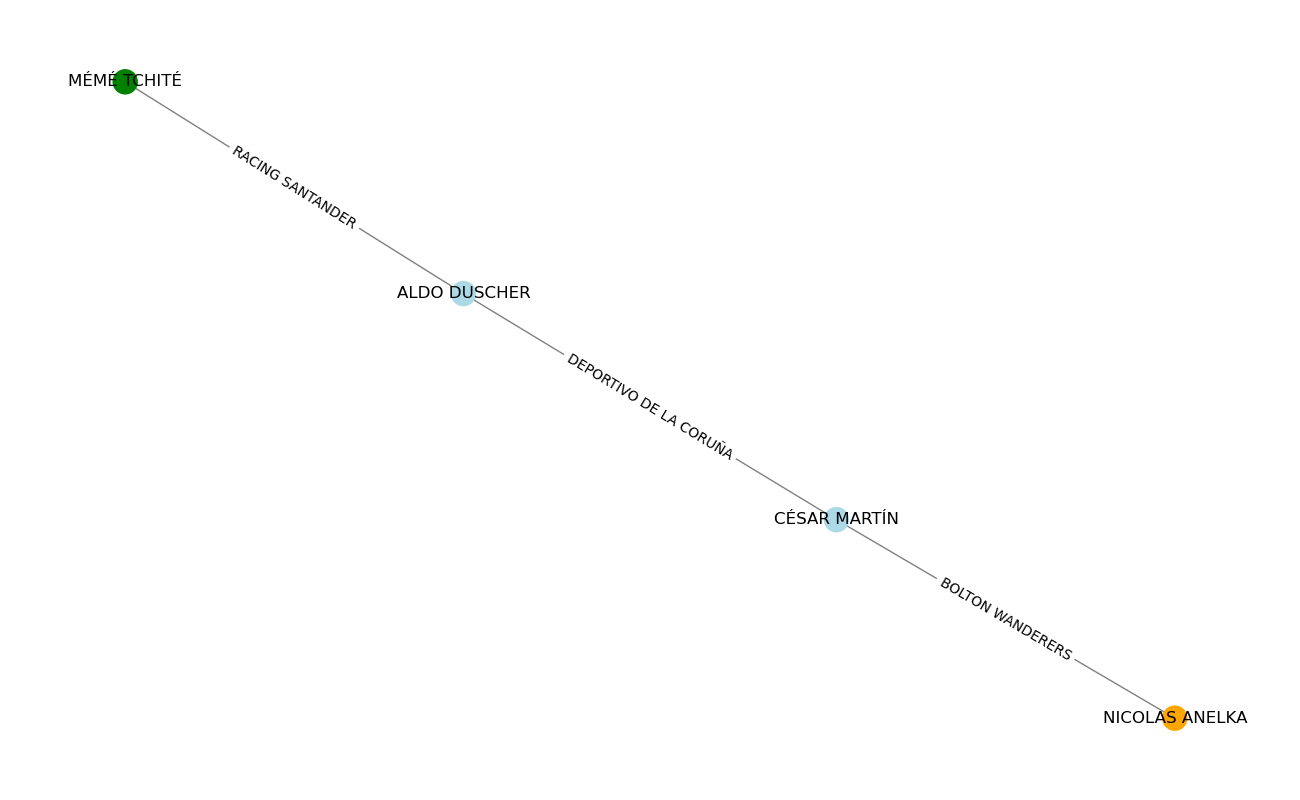 MÉMÉ TCHITÉ
RACING SANTANDER
ALDO DUSCHER
DEPORTIVO DE LA CORUÑA
CÉSAR MARTÍN
BOLTON WANDERERS
NICOLAS ANELKA